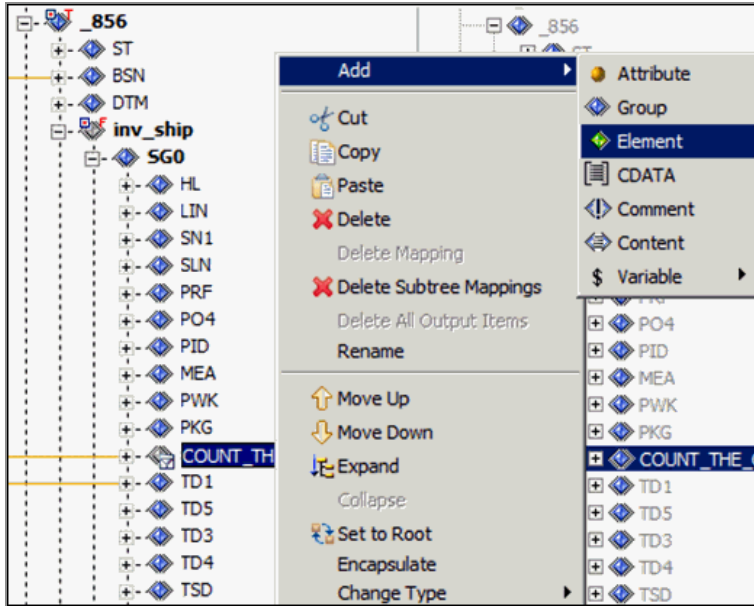 _856
ST
BSN
DTM
inv_ship
SG0
HL
LIN
SN1
SLN
PRF
PO4
PID
MEA
PWK
PKG
COUNT_TH
TD1
TD5
TD3
TD4
TSD
Add
Cut
Copy
Paste
Delete
Delete Mapping
Delete Subtree Mappings
Delete All Output Items
Rename
Move Up
Move Down
Expand
Collapse
Set to Root
Encapsulate
Change Type
Attribute
Group
Element
CDATA
Comment
Content
$ Variable
_856
PO4
PID
MEA
PWK
PKG
COUNT_THE_
TD1
TD5
TD3
TD4
TSD